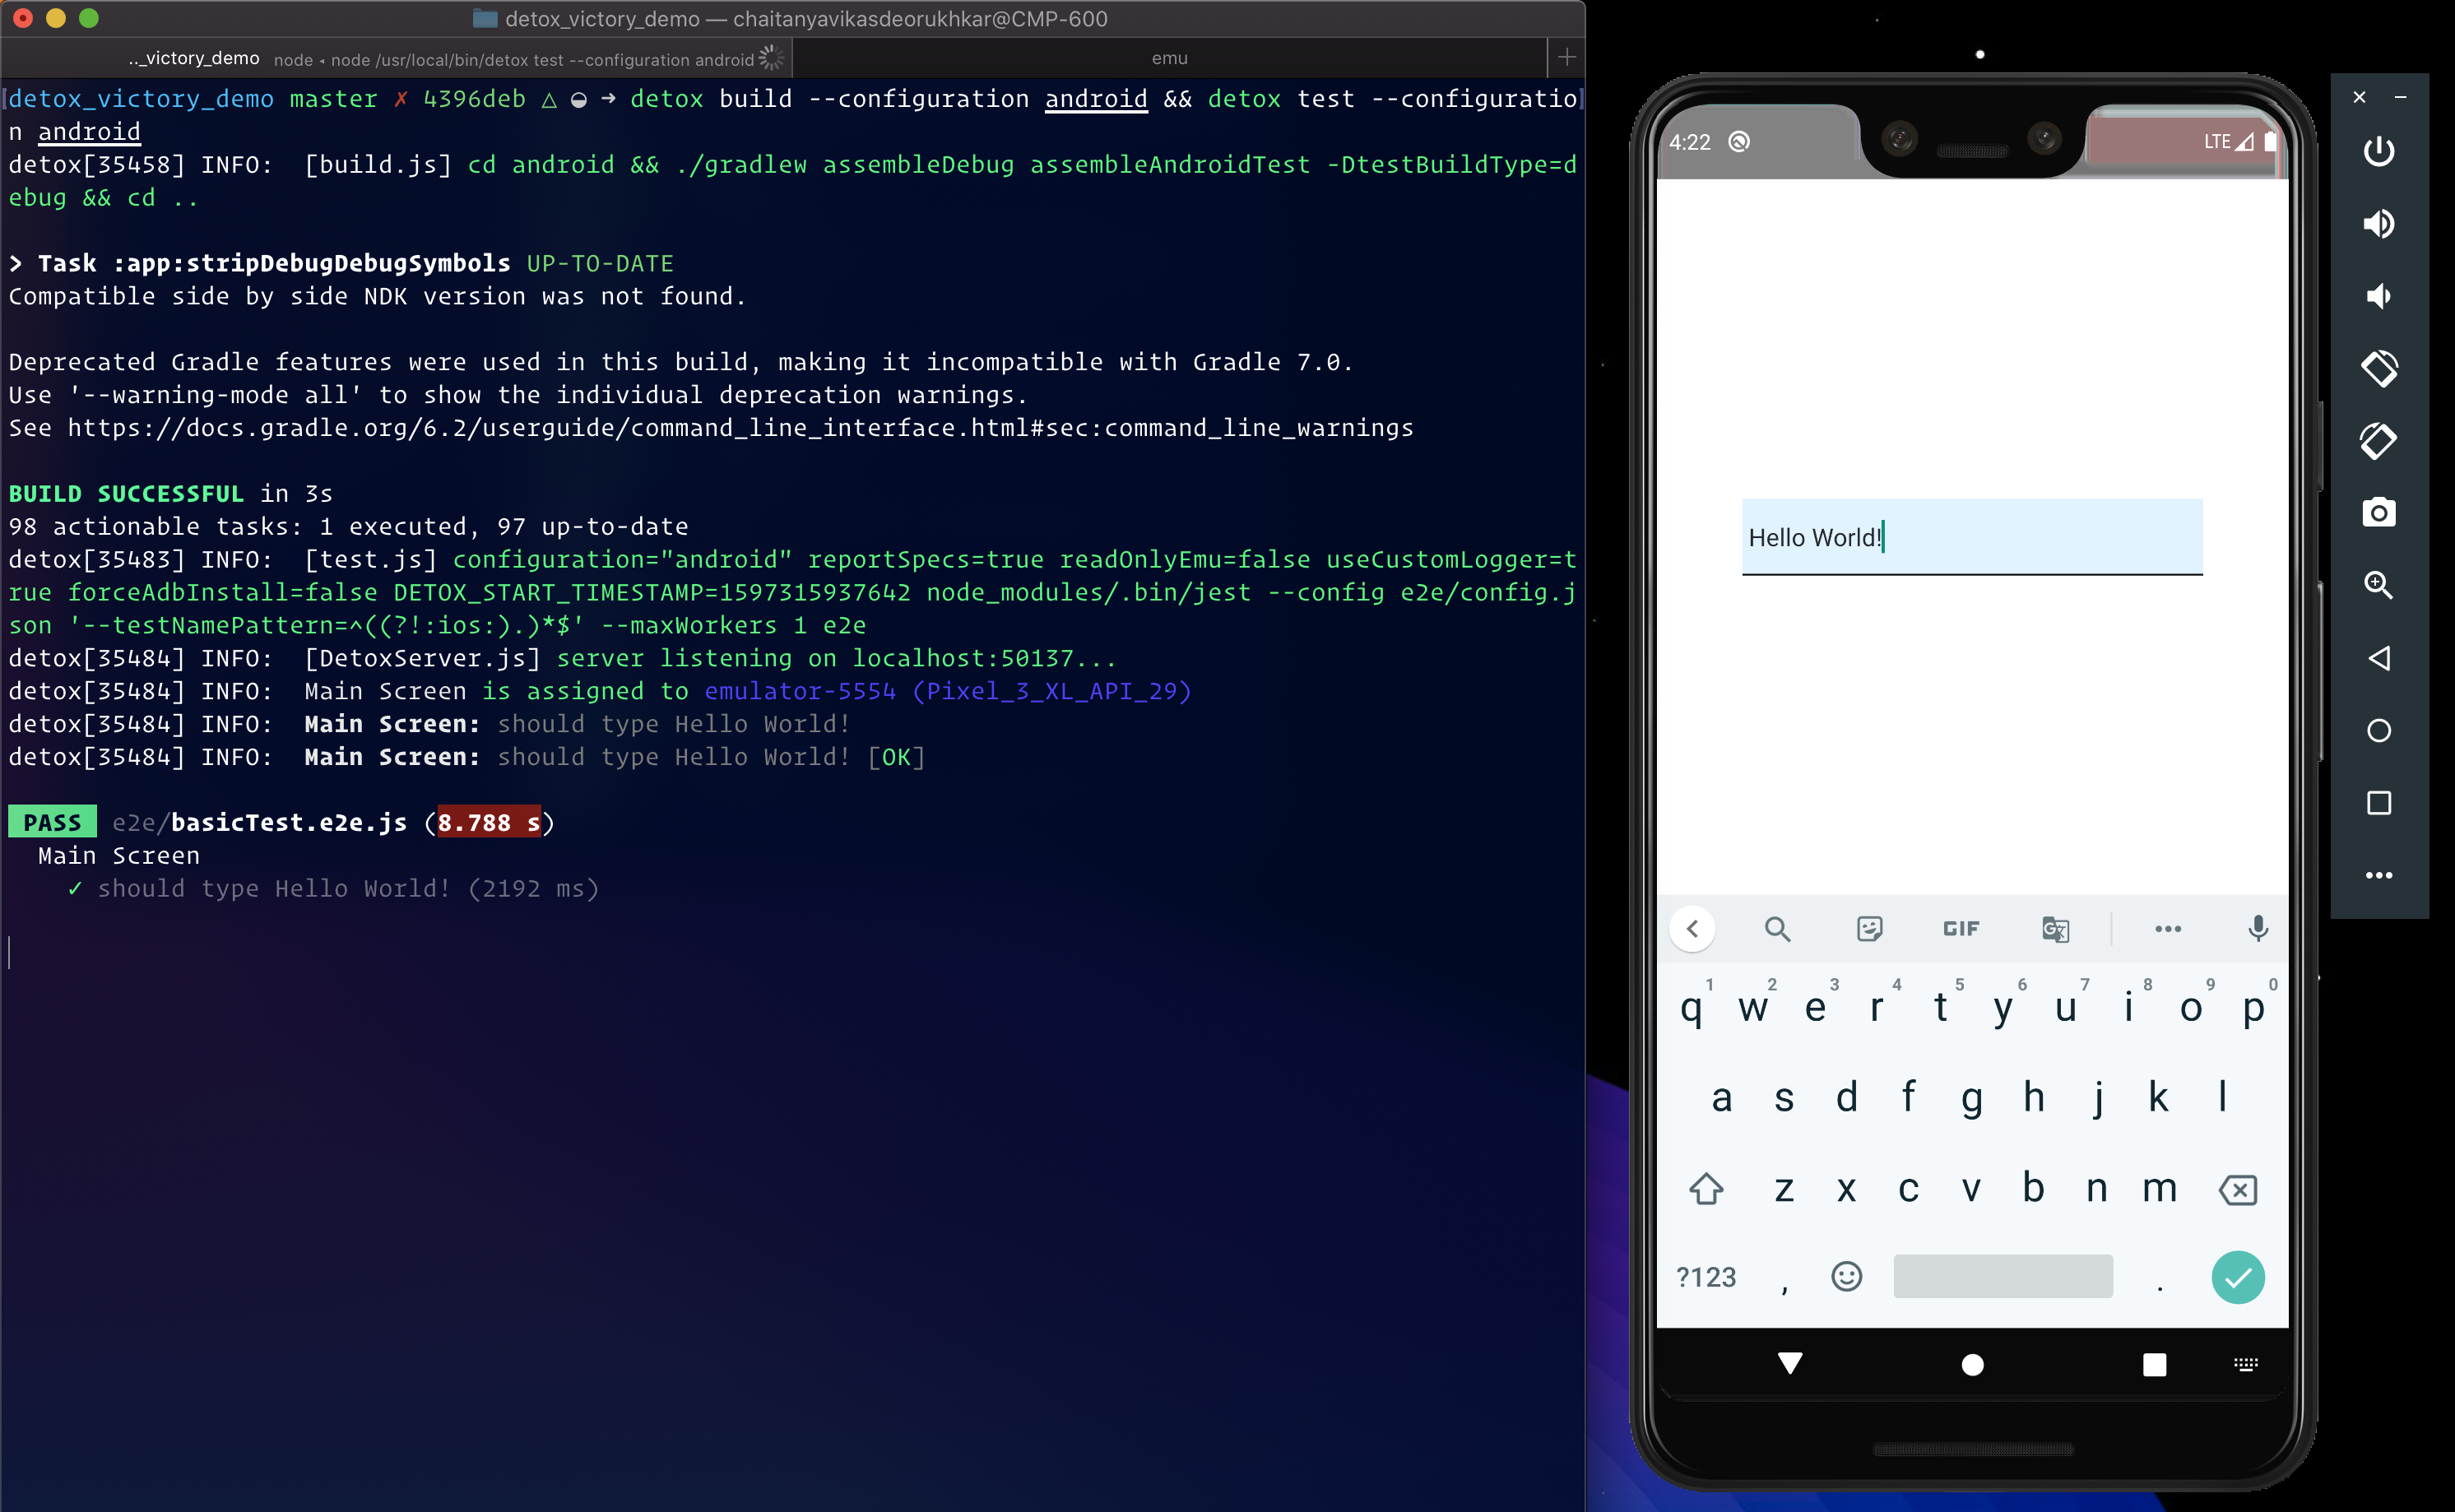 detox_victory_demo — chaitanyavikasdeorukhkar@CMP-600
.._victory_demo node ◂ node /usr/local/bin/detox test --configuration android
emu
detox_victory_demo master ✗ 4396deb △ ◒ ➜ detox build --configuration android && detox test --configuratio
n android
detox[35458] INFO:  [build.js] cd android && ./gradlew assembleDebug assembleAndroidTest -DtestBuildType=d
ebug && cd ..
> Task :app:stripDebugDebugSymbols UP-TO-DATE
Compatible side by side NDK version was not found.
Deprecated Gradle features were used in this build, making it incompatible with Gradle 7.0.
Use '--warning-mode all' to show the individual deprecation warnings.
See https://docs.gradle.org/6.2/userguide/command_line_interface.html#sec:command_line_warnings
BUILD SUCCESSFUL in 3s
98 actionable tasks: 1 executed, 97 up-to-date
detox[35483] INFO:  [test.js] configuration="android" reportSpecs=true readOnlyEmu=false useCustomLogger=t
rue forceAdbInstall=false DETOX_START_TIMESTAMP=1597315937642 node_modules/.bin/jest --config e2e/config.j
son '--testNamePattern=^((?!:ios:).)*$' --maxWorkers 1 e2e
detox[35484] INFO:  [DetoxServer.js] server listening on localhost:50137...
detox[35484] INFO:  Main Screen is assigned to emulator-5554 (Pixel_3_XL_API_29)
detox[35484] INFO:  Main Screen: should type Hello World!
detox[35484] INFO:  Main Screen: should type Hello World! [OK]
PASS e2e/basicTest.e2e.js (8.788 s)
Main Screen
✓ should type Hello World! (2192 ms)
4:22
LTE
Hello World!
GIF
G
1 2 3 4 5 6 7 8 9 0
q w e r t y u i o p
a s d f g h j k l
z x c v b n m
?123 , .